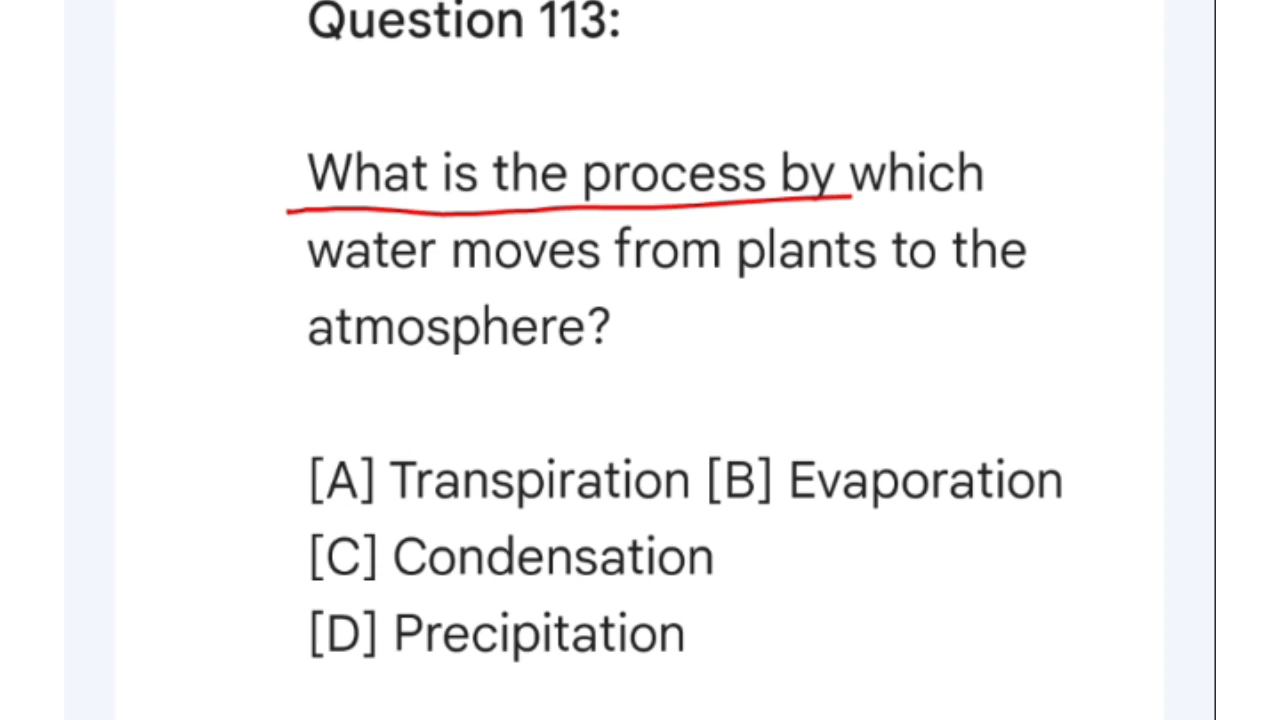 Question 113:
What is the process by which
water moves from plants to the
atmosphere?
[A] Transpiration [B] Evaporation
[C] Condensation
[D] Precipitation